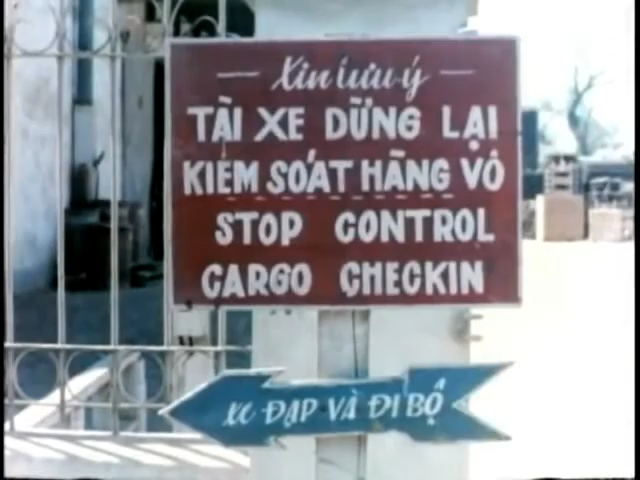 — Xin lưu ý —
TÀI XE DỪNG LẠI
KIỂM SOÁT HÀNG VÔ
STOP CONTROL
CARGO CHECKIN
XE ĐẠP VÀ ĐI BỘ